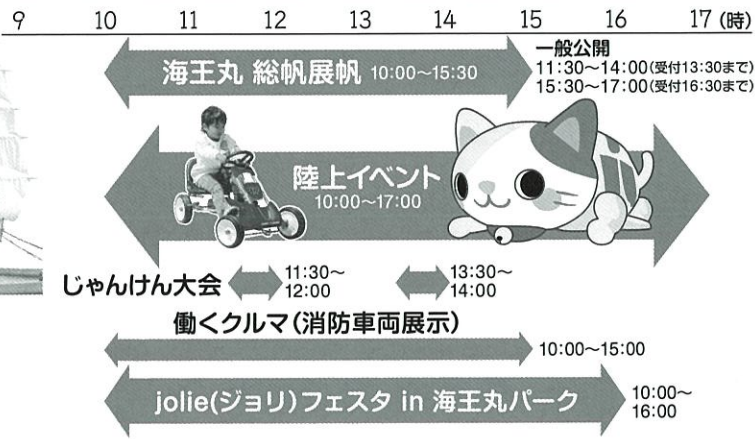 9 10 11 12 13 14 15 16 17(時)
海王丸 総帆展帆 10:00~15:30
一般公開
11:30~14:00(受付13:30まで)
15:30~17:00(受付16:30まで)
陸上イベント
10:00~17:00
じゃんけん大会
11:30~
12:00
13:30~
14:00
働くクルマ(消防車両展示)
10:00~15:00
jolie(ジョリ)フェスタ in 海王丸パーク
10:00~
16:00